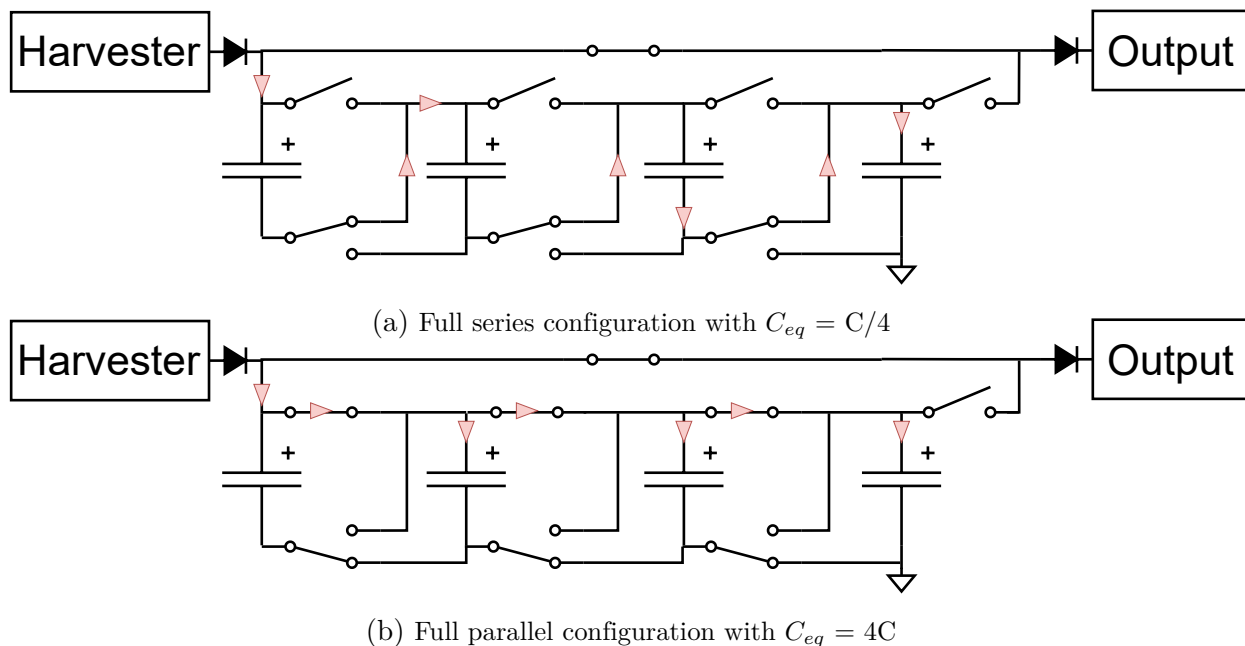 Harvester Output
+ + + +
(a) Full series configuration with C_eq = C/4
Harvester Output
+ + + +
(b) Full parallel configuration with C_eq = 4C